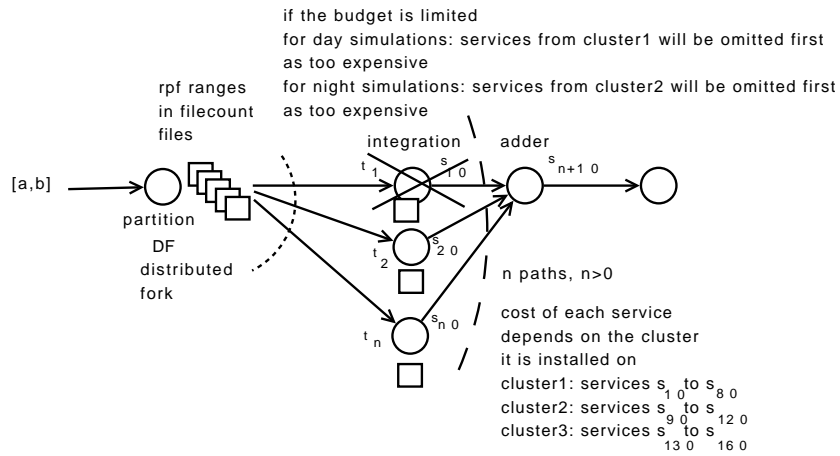 if the budget is limited
for day simulations: services from cluster1 will be omitted first
as too expensive
for night simulations: services from cluster2 will be omitted first
as too expensive
rpf ranges
in filecount
files
integration
adder
[a,b]
t 1
s 1 0
s n+1 0
partition
DF
distributed
fork
t 2
s 2 0
t n
s n 0
n paths, n>0
cost of each service
depends on the cluster
it is installed on
cluster1: services s 1 0 to s 8 0
cluster2: services s 9 0 to s 12 0
cluster3: services s 13 0 to s 16 0